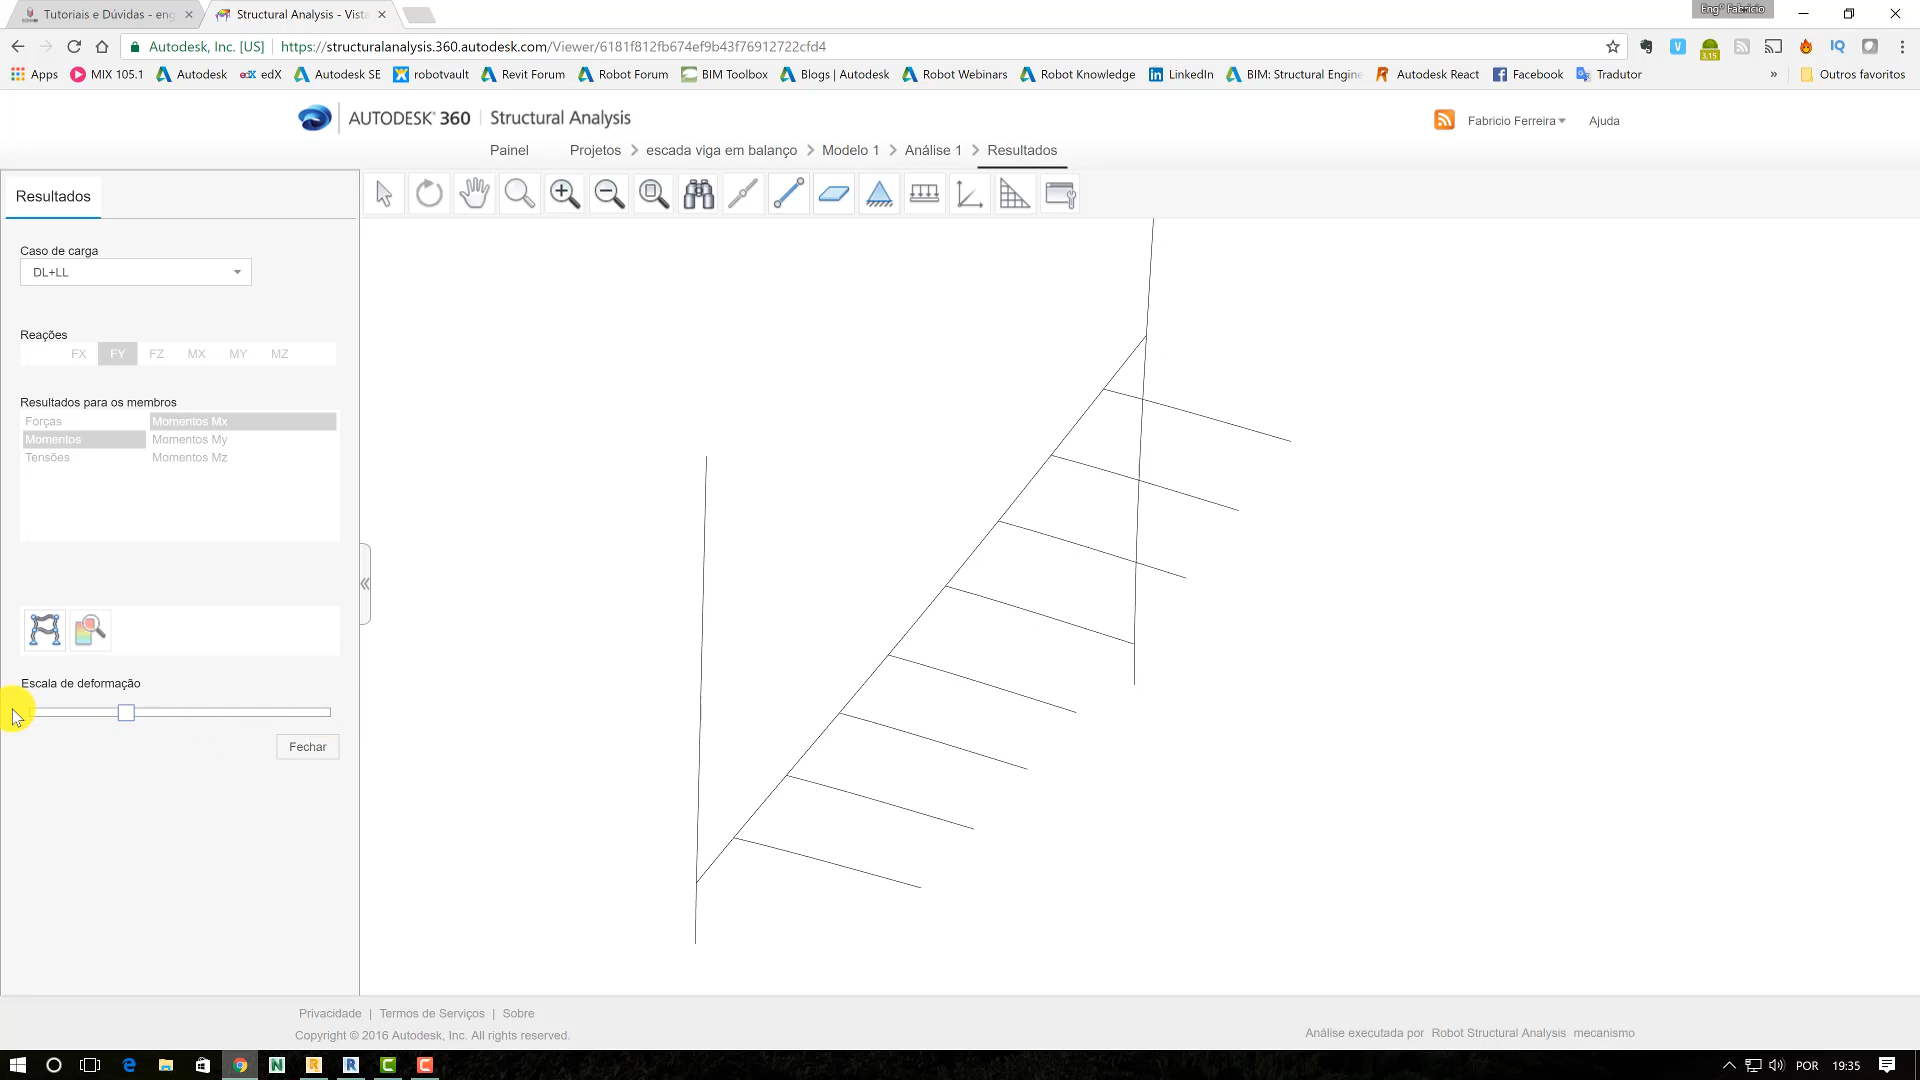 Engº Fabrício
Tutoriais e Dúvidas - eng
Structural Analysis - Vista
Autodesk, Inc. [US]
https://structuralanalysis.360.autodesk.com/Viewer/6181f812fb674ef9b43f76912722cfd4
3.15
IQ
Apps
MIX 105.1
Autodesk
edX
Autodesk SE
robotvault
Revit Forum
Robot Forum
BIM Toolbox
Blogs | Autodesk
Robot Webinars
Robot Knowledge
LinkedIn
BIM: Structural Engine
Autodesk React
Facebook
Tradutor
»
Outros favoritos
AUTODESK® 360 | Structural Analysis
Fabricio Ferreira
Ajuda
Painel
Projetos
escada viga em balanço
Modelo 1
Análise 1
Resultados
Resultados
Caso de carga
DL+LL
Reações
FX FY FZ MX MY MZ
Resultados para os membros
Forças
Momentos Mx
Momentos
Momentos My
Tensões
Momentos Mz
Escala de deformação
Fechar
Privacidade | Termos de Serviços | Sobre
Copyright © 2016 Autodesk, Inc. All rights reserved.
Análise executada por Robot Structural Analysis mecanismo
POR
19:35